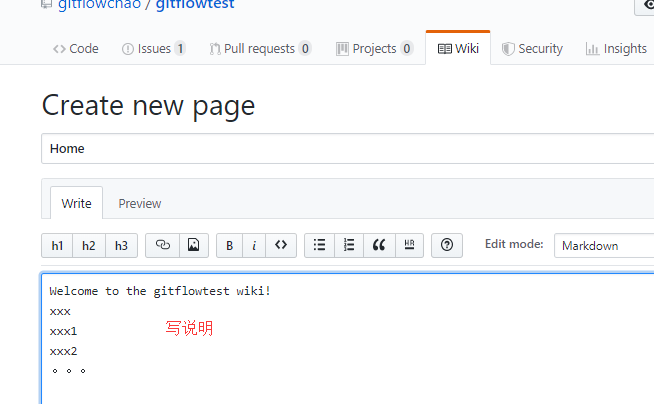 gitflowchao / gitflowtest
Code Issues 1 Pull requests 0 Projects 0 Wiki Security Insights
Create new page
Home
Write Preview
h1 h2 h3 B i <> HR Edit mode: Markdown
Welcome to the gitflowtest wiki!
xxx
xxx1 写说明
xxx2
。。。